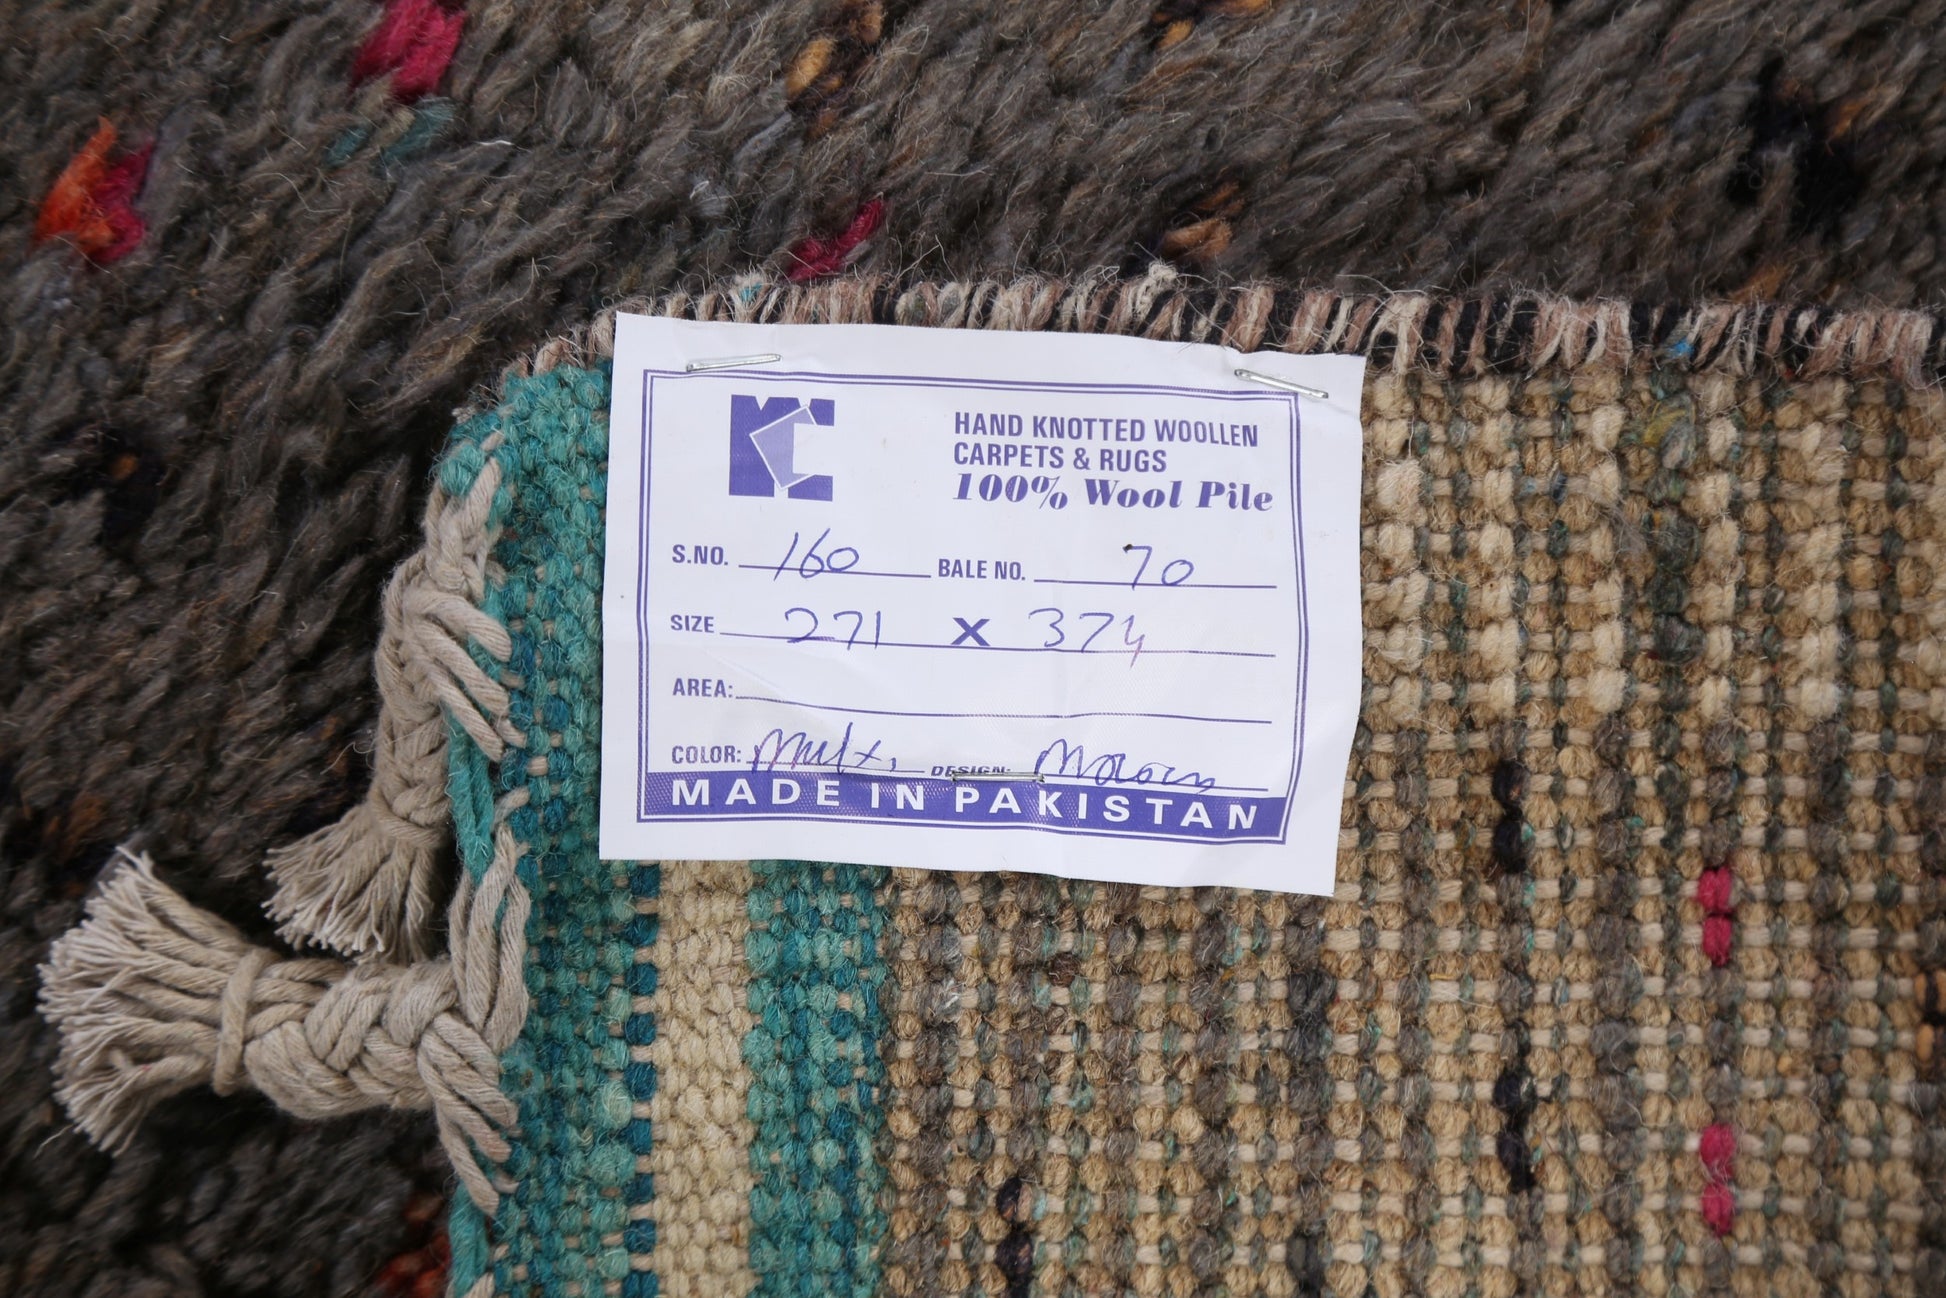 HAND KNOTTED WOOLLEN
CARPETS & RUGS
100% Wool Pile
S.NO. 160 BALE NO. 70
SIZE 271 X 374
AREA:
COLOR: Multi DESIGN:
MADE IN PAKISTAN